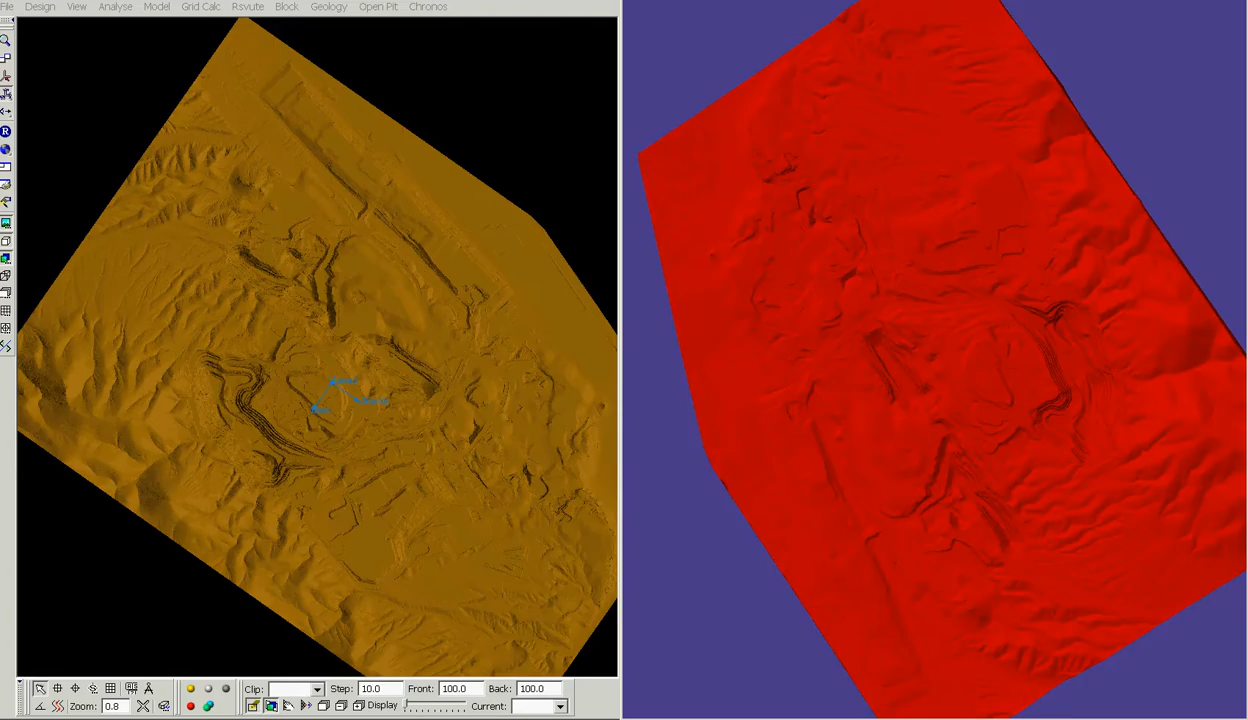 File Design View Analyse Model Grid Calc Rsvute Block Geology Open Pit Chronos
R
Clip: Step: 10.0 Front: 100.0 Back: 100.0
Zoom: 0.8 Display Current: